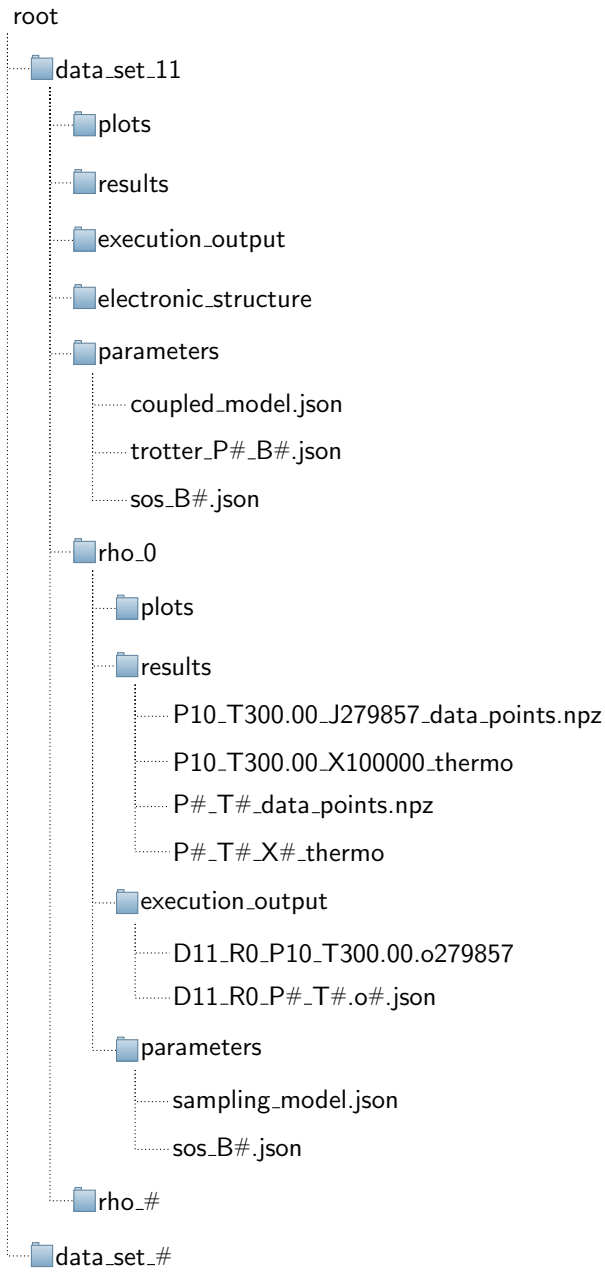 root
data_set_11
plots
results
execution_output
electronic_structure
parameters
coupled_model.json
trotter_P#_B#.json
sos_B#.json
rho_0
plots
results
P10_T300.00_J279857_data_points.npz
P10_T300.00_X100000_thermo
P#_T#_data_points.npz
P#_T#_X#_thermo
execution_output
D11_R0_P10_T300.00.o279857
D11_R0_P#_T#.o#.json
parameters
sampling_model.json
sos_B#.json
rho_#
data_set_#